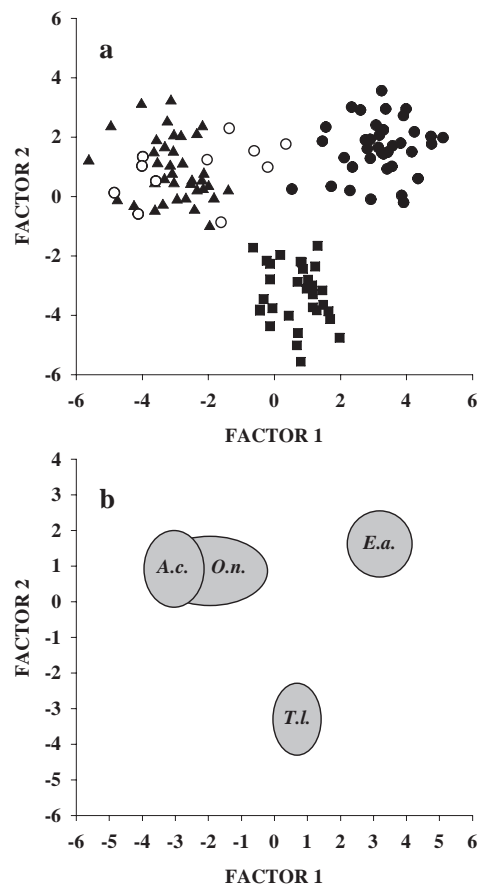 a
6
4
2
0
-2
-4
-6
FACTOR 2
-6 -4 -2 0 2 4 6
FACTOR 1
b
4
3
2
1
0
-1
-2
-3
-4
-5
-6
FACTOR 2
A.c. O.n. E.a.
T.l.
-6 -5 -4 -3 -2 -1 0 1 2 3 4 5 6
FACTOR 1